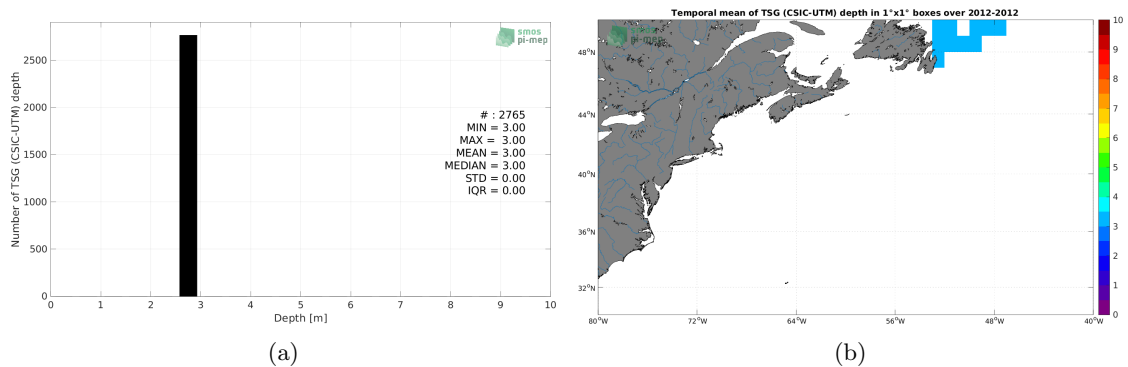 smos
pi-mep
# : 2765
MIN = 3.00
MAX = 3.00
MEAN = 3.00
MEDIAN = 3.00
STD = 0.00
IQR = 0.00
Number of TSG (CSIC-UTM) depth
2500
2000
1500
1000
500
0
0 1 2 3 4 5 6 7 8 9 10
Depth [m]
(a)
Temporal mean of TSG (CSIC-UTM) depth in 1°x1° boxes over 2012-2012
smos
pi-mep
48°N
44°N
40°N
36°N
32°N
80°W 72°W 64°W 56°W 48°W 40°W
10
9
8
7
6
5
4
3
2
1
0
(b)